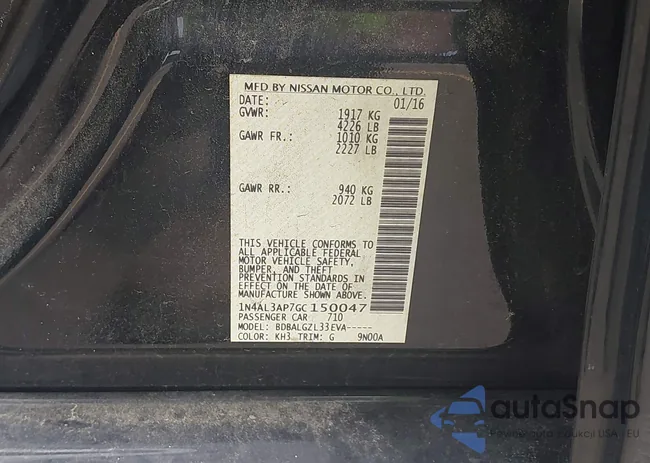 MFD BY NISSAN MOTOR CO., LTD.
DATE: 01/16
GVWR: 1917 KG
4226 LB
GAWR FR.: 1010 KG
2227 LB
GAWR RR.: 940 KG
2072 LB
THIS VEHICLE CONFORMS TO
ALL APPLICABLE FEDERAL
MOTOR VEHICLE SAFETY,
BUMPER, AND THEFT
PREVENTION STANDARDS IN
EFFECT ON THE DATE OF
MANUFACTURE SHOWN ABOVE.
1N4AL3AP7GC150047
PASSENGER CAR 710
MODEL: BDBALGZL33EVA-----
COLOR: KH3 TRIM: G 9N00A
autoSnap